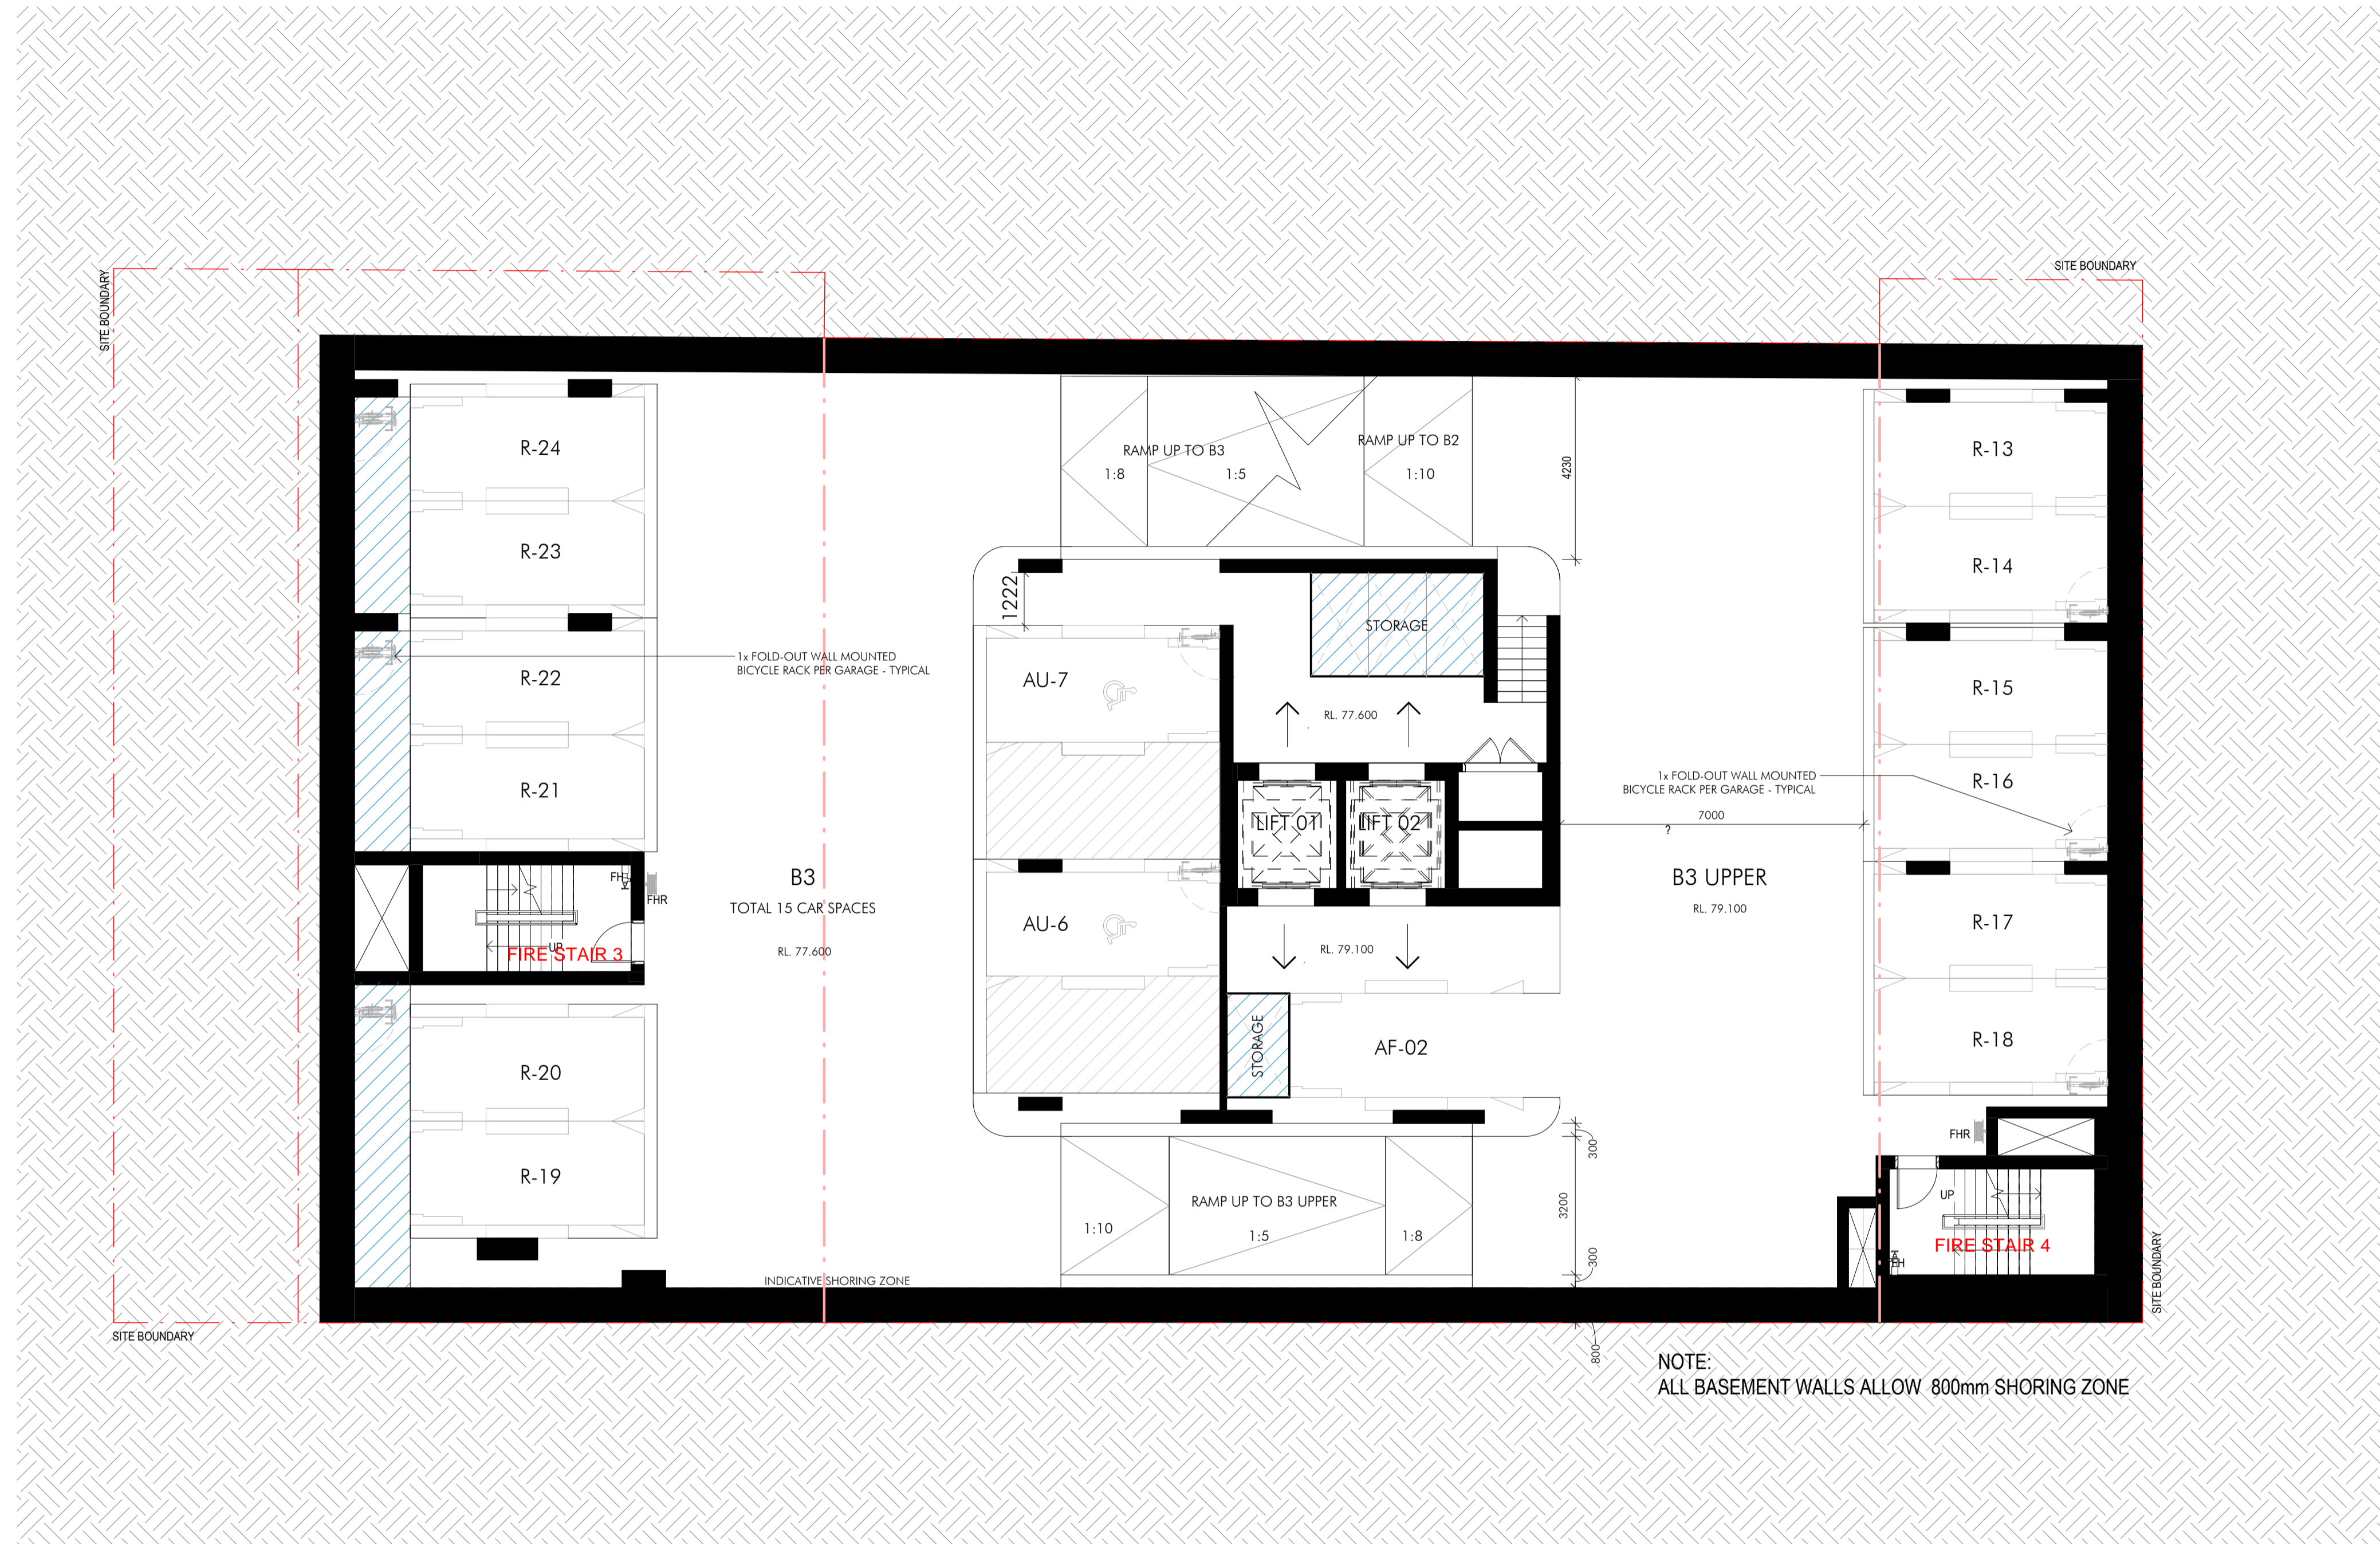 SITE BOUNDARY
SITE BOUNDARY
R-24
RAMP UP TO B3
1:8
1:5
RAMP UP TO B2
1:10
4230
R-13
R-23
R-14
1222
STORAGE
1x FOLD-OUT WALL MOUNTED
BICYCLE RACK PER GARAGE - TYPICAL
R-22
AU-7
R-15
RL. 77.600
R-21
1x FOLD-OUT WALL MOUNTED
BICYCLE RACK PER GARAGE - TYPICAL
R-16
7000
?
LIFT 01
LIFT 02
FH
FHR
B3
TOTAL 15 CAR SPACES
RL. 77.600
B3 UPPER
RL. 79.100
UP
FIRE STAIR 3
AU-6
RL. 79.100
R-17
STORAGE
AF-02
R-18
R-20
R-19
FHR
300
3200
300
RAMP UP TO B3 UPPER
1:10
1:5
1:8
UP
FIRE STAIR 4
FH
INDICATIVE SHORING ZONE
SITE BOUNDARY
SITE BOUNDARY
800
NOTE:
ALL BASEMENT WALLS ALLOW 800mm SHORING ZONE